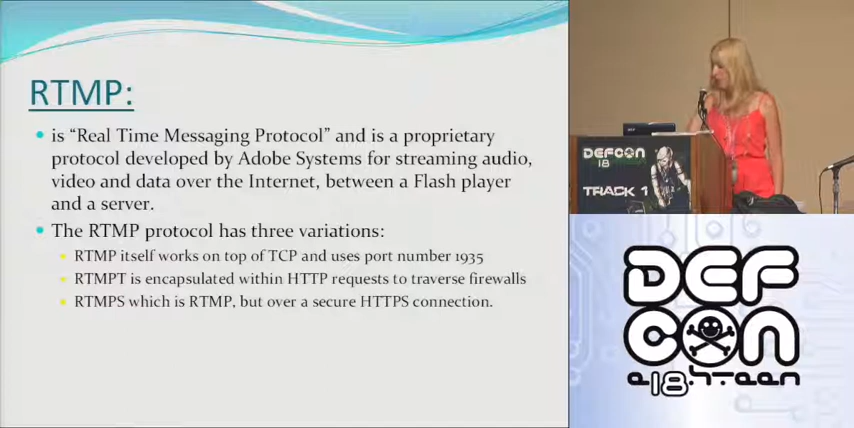 RTMP:
is “Real Time Messaging Protocol” and is a proprietary
protocol developed by Adobe Systems for streaming audio,
video and data over the Internet, between a Flash player
and a server.
The RTMP protocol has three variations:
RTMP itself works on top of TCP and uses port number 1935
RTMPT is encapsulated within HTTP requests to traverse firewalls
RTMPS which is RTMP, but over a secure HTTPS connection.
DEFCON
18
TRACK 1
DEF
CON
e18hteen